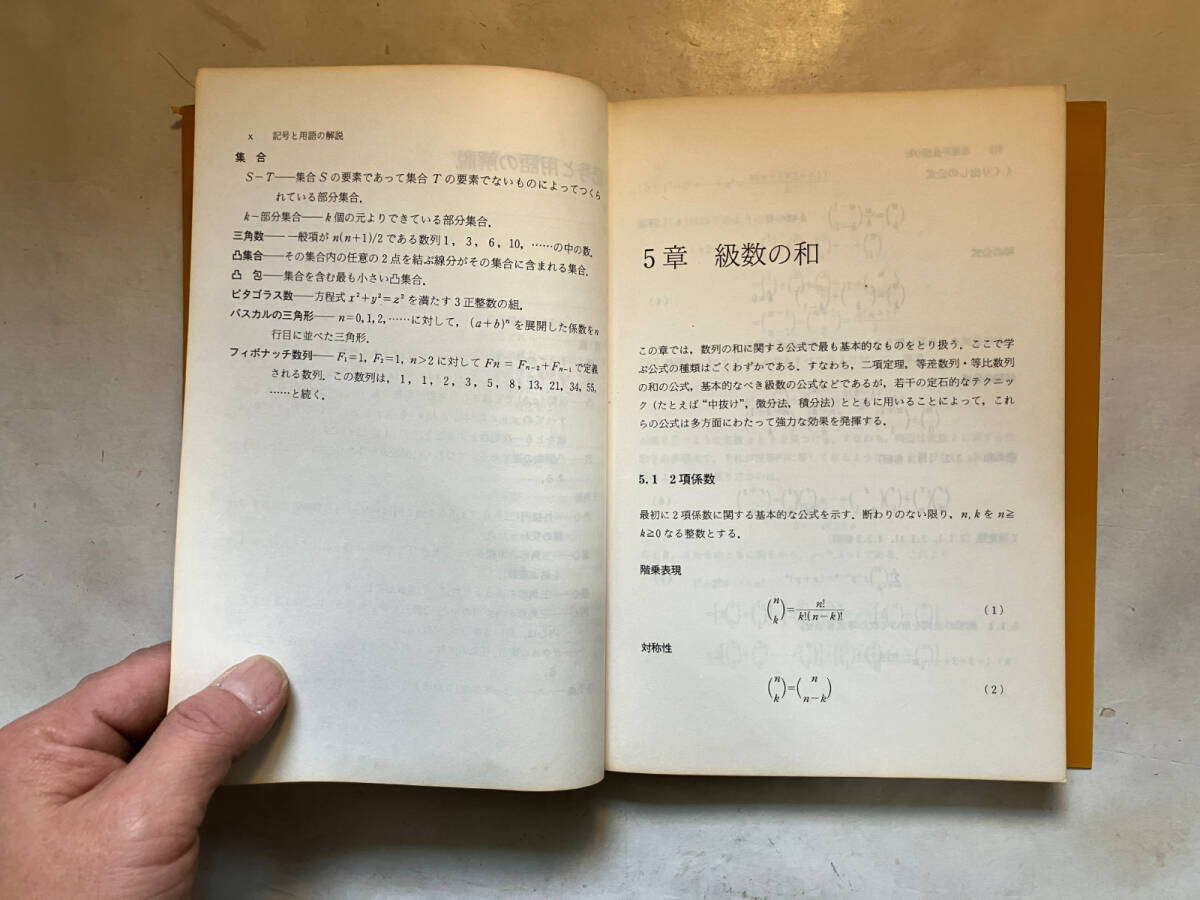 x 記号と用語の解説
集 合
S－T――集合 S の要素であって集合 T の要素でないものによってつくら
れている部分集合．
k－部分集合――k 個の元よりできている部分集合．
三角数――一般項が n(n+1)/2 である数列 1，3，6，10，……の中の数．
凸集合――その集合内の任意の 2 点を結ぶ線分がその集合に含まれる集合．
凸 包――集合を含む最も小さい凸集合．
ピタゴラス数――方程式 x²+y²=z² を満たす 3 正整数の組．
パスカルの三角形――n=0, 1, 2, ……に対して，(a+b)ⁿ を展開した係数を n
行目に並べた三角形．
フィボナッチ数列――F₁=1，F₂=1，n>2 に対して Fn=Fₙ₋₂+Fₙ₋₁ で定義
される数列．この数列は，1，1，2，3，5，8，13，21，34，55，
……と続く．
5 章 級数の和
この章では，数列の和に関する公式で最も基本的なものをとり扱う．ここで学
ぶ公式の種類はごくわずかである．すなわち，二項定理，等差数列・等比数列
の和の公式，基本的なべき級数の公式などであるが，若干の定石的なテクニッ
ク（たとえば“中抜け”，微分法，積分法）とともに用いることによって，これ
らの公式は多方面にわたって強力な効果を発揮する．
5.1 2 項係数
最初に 2 項係数に関する基本的な公式を示す．断わりのない限り，n, k を n≧
k≧0 なる整数とする．
階乗表現
(n k)=n!/k!(n−k)! （1）
対称性
(n k)=(n n−k) （2）